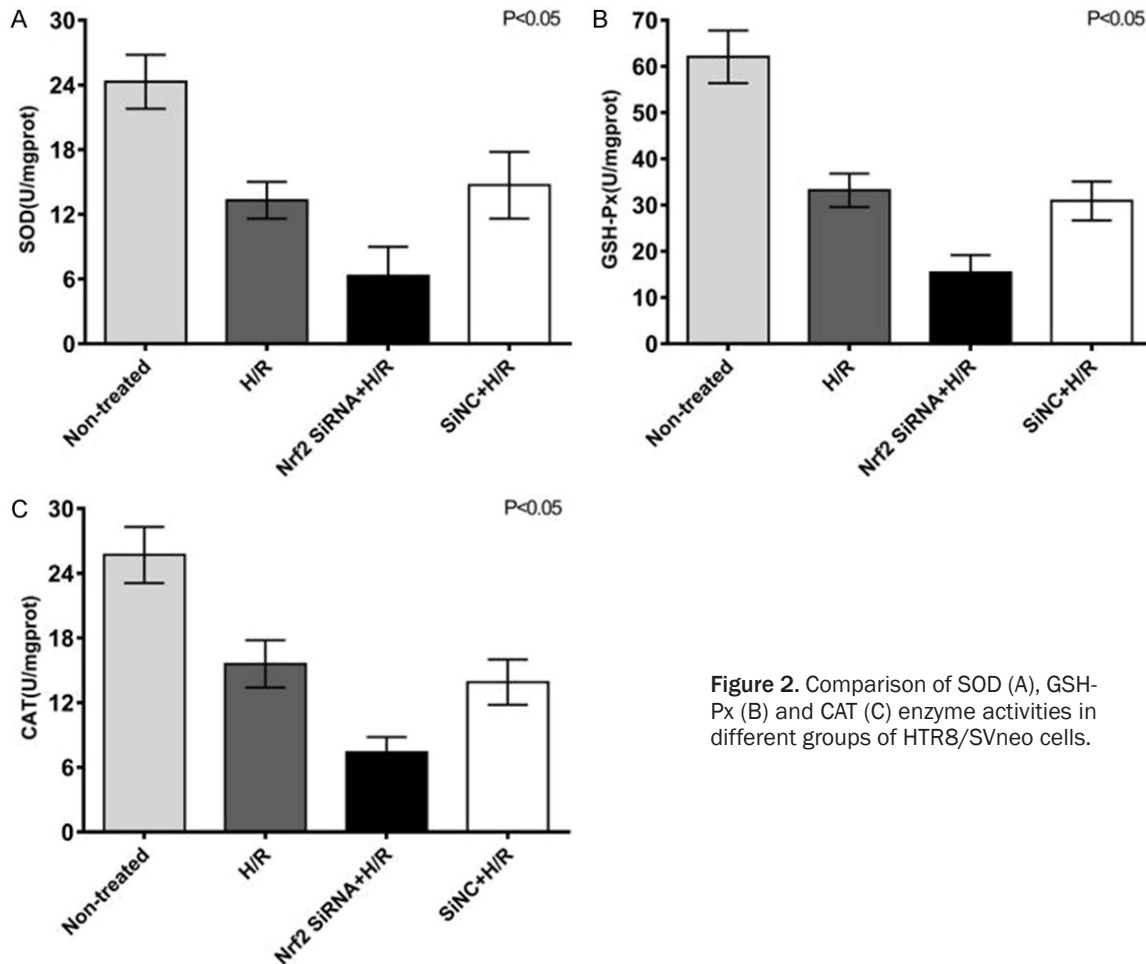 A
P<0.05
SOD(U/mgprot)
30
24
18
12
6
0
Non-treated
H/R
Nrf2 SiRNA+H/R
SiNC+H/R
B
P<0.05
GSH-Px(U/mgprot)
70
60
50
40
30
20
10
0
Non-treated
H/R
Nrf2 SiRNA+H/R
SiNC+H/R
C
P<0.05
CAT(U/mgprot)
30
24
18
12
6
0
Non-treated
H/R
Nrf2 SiRNA+H/R
SiNC+H/R
Figure 2. Comparison of SOD (A), GSH-
Px (B) and CAT (C) enzyme activities in
different groups of HTR8/SVneo cells.